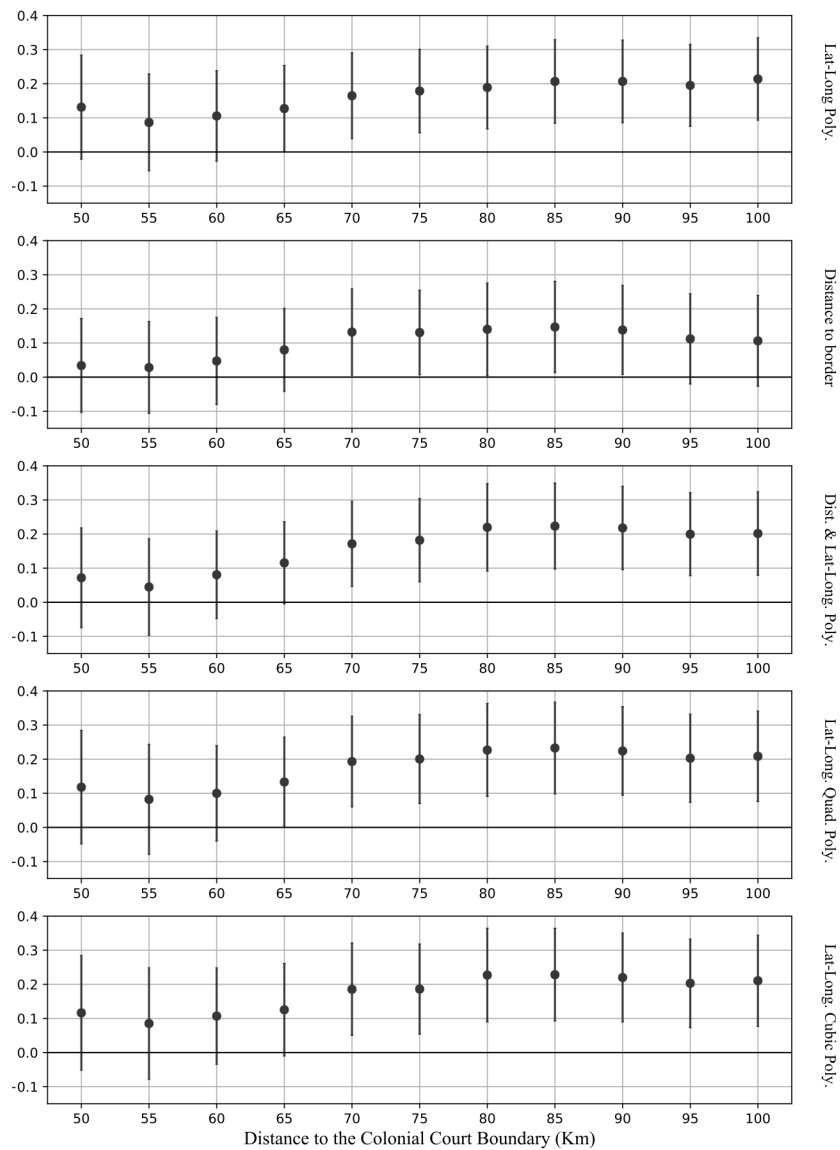 0.4
0.3
0.2
0.1
0.0
-0.1
50 55 60 65 70 75 80 85 90 95 100
Lat-Long Poly.
0.4
0.3
0.2
0.1
0.0
-0.1
50 55 60 65 70 75 80 85 90 95 100
Distance to border
0.4
0.3
0.2
0.1
0.0
-0.1
50 55 60 65 70 75 80 85 90 95 100
Dist. & Lat-Long. Poly.
0.4
0.3
0.2
0.1
0.0
-0.1
50 55 60 65 70 75 80 85 90 95 100
Lat-Long. Quad. Poly.
0.4
0.3
0.2
0.1
0.0
-0.1
50 55 60 65 70 75 80 85 90 95 100
Lat-Long. Cubic Poly.
Distance to the Colonial Court Boundary (Km)